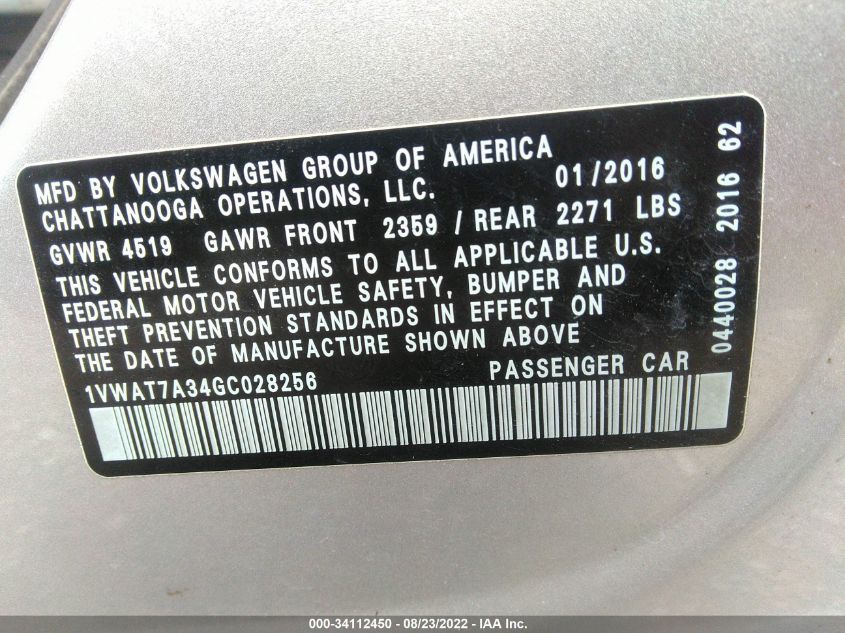 MFD BY VOLKSWAGEN GROUP OF AMERICA
CHATTANOOGA OPERATIONS, LLC. 01/2016
GVWR 4519 GAWR FRONT 2359 / REAR 2271 LBS
THIS VEHICLE CONFORMS TO ALL APPLICABLE U.S.
FEDERAL MOTOR VEHICLE SAFETY, BUMPER AND
THEFT PREVENTION STANDARDS IN EFFECT ON
THE DATE OF MANUFACTURE SHOWN ABOVE
1VWAT7A34GC028256 PASSENGER CAR
0440028 2016 62
000-34112450 - 08/23/2022 - IAA Inc.